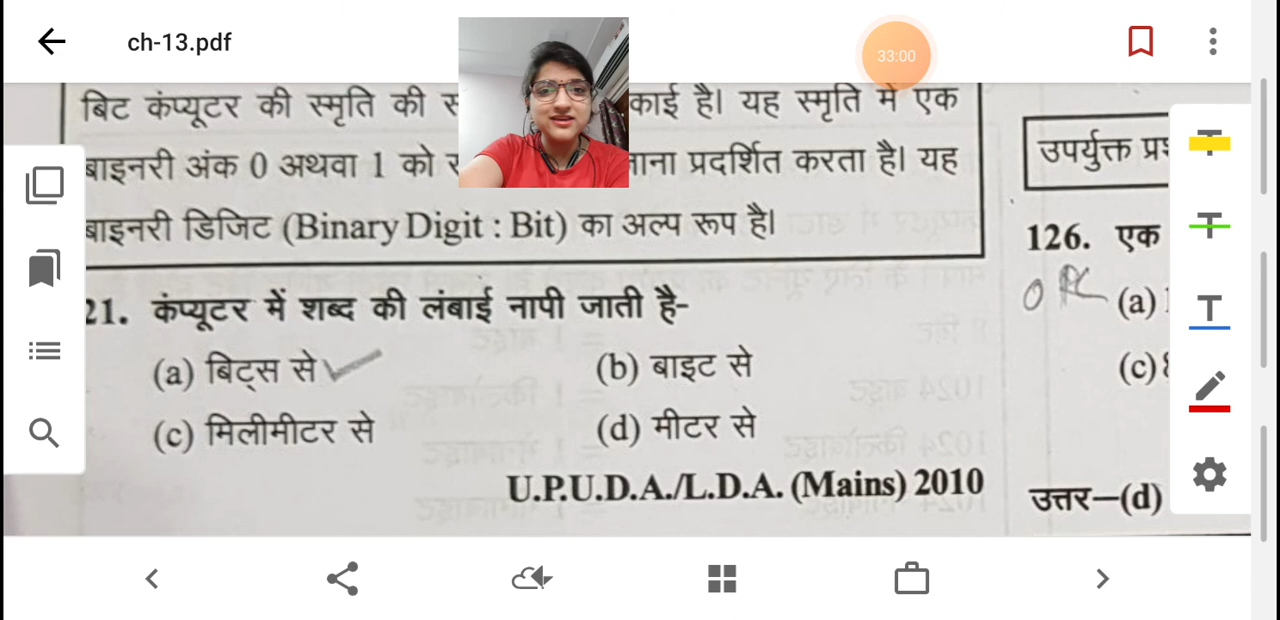 ch-13.pdf
33:00
बिट कंप्यूटर की स्मृति की काई है। यह स्मृति में एक
बाइनरी अंक 0 अथवा 1 को ाना प्रदर्शित करता है। यह
बाइनरी डिजिट (Binary Digit : Bit) का अल्प रूप है।
21. कंप्यूटर में शब्द की लंबाई नापी जाती है-
(a) बिट्स से
(b) बाइट से
(c) मिलीमीटर से
(d) मीटर से
U.P.U.D.A./L.D.A. (Mains) 2010
उपर्युक्त
126. एक
(a)
(c)
उत्तर–(d)